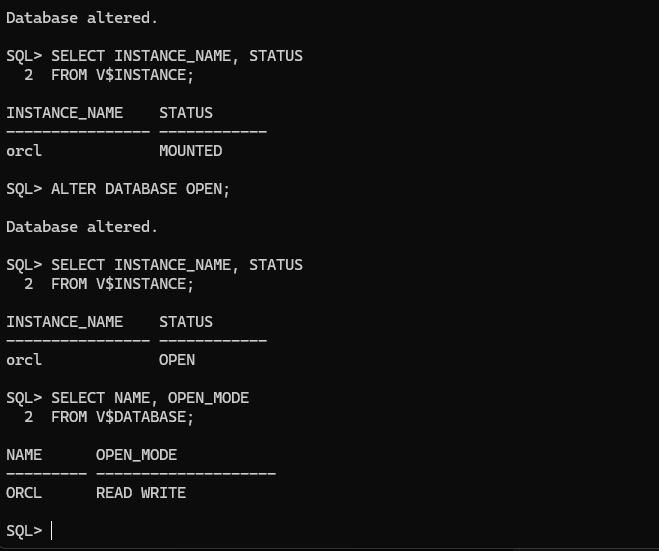 Database altered.
SQL> SELECT INSTANCE_NAME, STATUS
  2  FROM V$INSTANCE;
INSTANCE_NAME    STATUS
---------------- ------------
orcl             MOUNTED
SQL> ALTER DATABASE OPEN;
Database altered.
SQL> SELECT INSTANCE_NAME, STATUS
  2  FROM V$INSTANCE;
INSTANCE_NAME    STATUS
---------------- ------------
orcl             OPEN
SQL> SELECT NAME, OPEN_MODE
  2  FROM V$DATABASE;
NAME      OPEN_MODE
--------- --------------------
ORCL      READ WRITE
SQL>